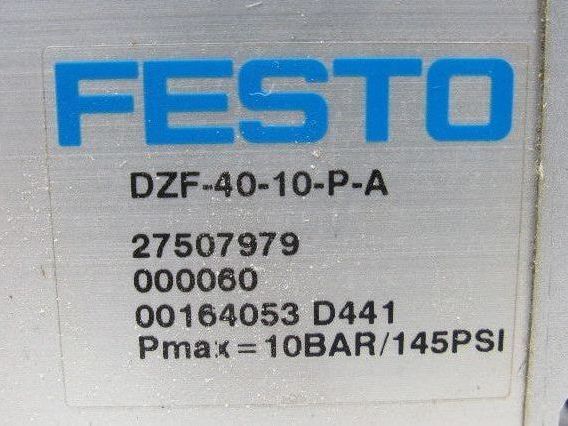 FESTO
DZF-40-10-P-A
27507979
000060
00164053 D441
Pmax = 10BAR/145PSI